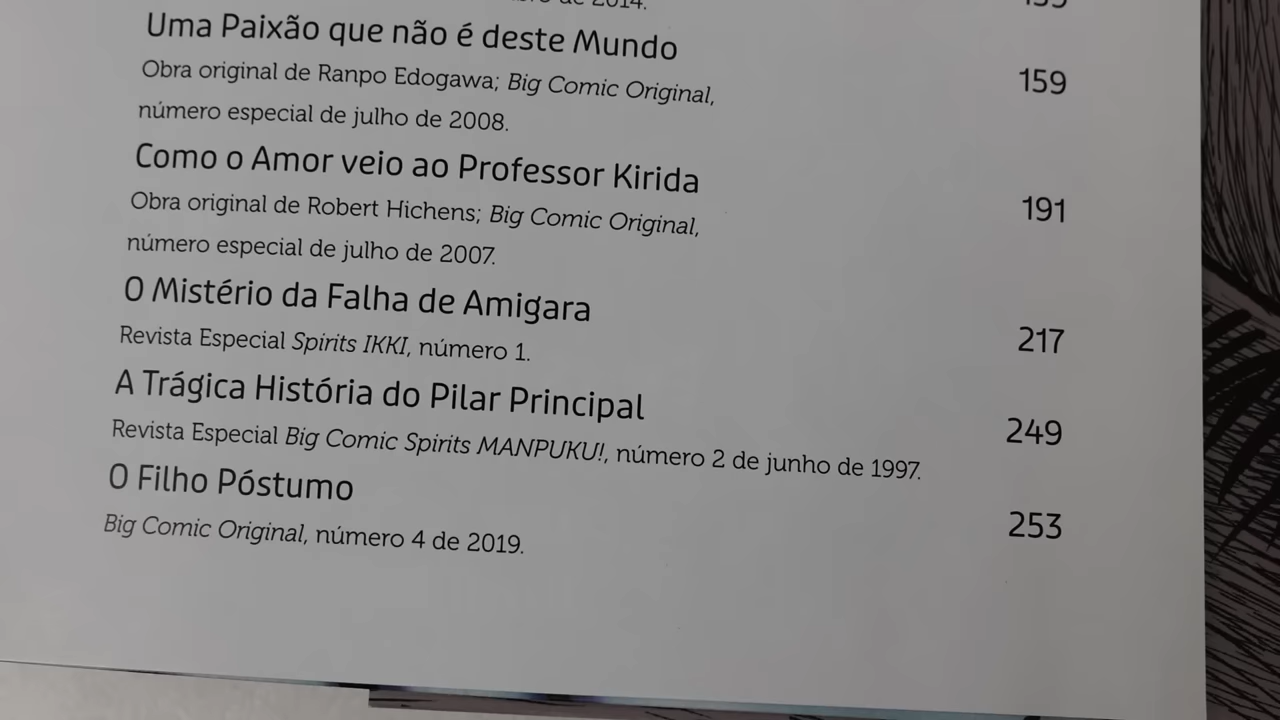 de 2014.
Uma Paixão que não é deste Mundo 159
Obra original de Ranpo Edogawa; Big Comic Original,
número especial de julho de 2008.
Como o Amor veio ao Professor Kirida 191
Obra original de Robert Hichens; Big Comic Original,
número especial de julho de 2007.
O Mistério da Falha de Amigara 217
Revista Especial Spirits IKKI, número 1.
A Trágica História do Pilar Principal 249
Revista Especial Big Comic Spirits MANPUKU!, número 2 de junho de 1997.
O Filho Póstumo 253
Big Comic Original, número 4 de 2019.